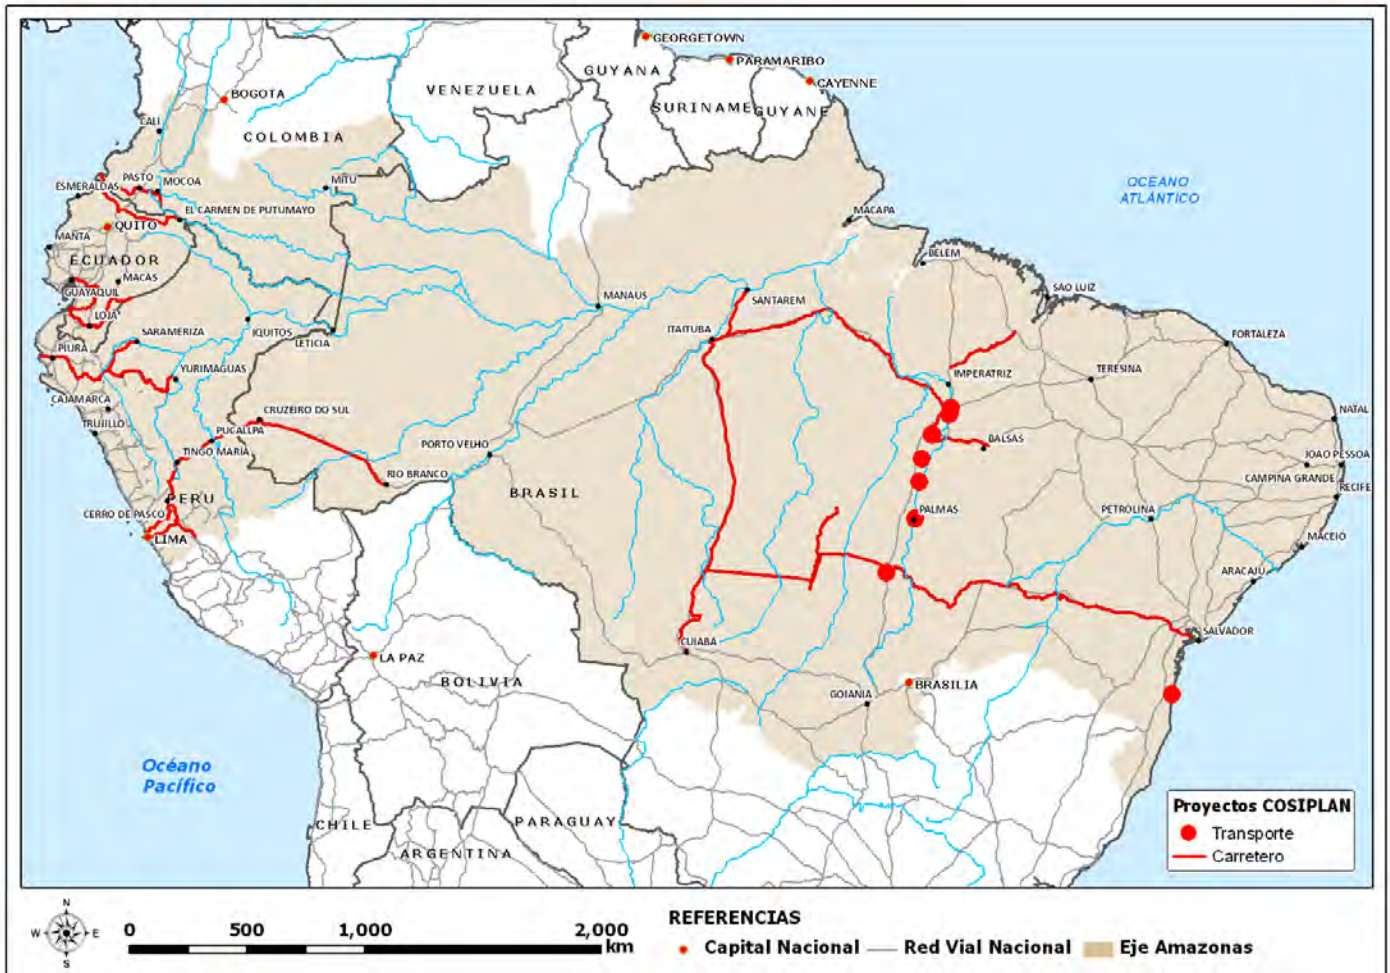 GEORGETOWN
PARAMARIBO
GUYANA
CAYENNE
BOGOTA
VENEZUELA
SURINAME
GUYANE
CALI
COLOMBIA
PASTO
MOCOA
MITU
ESMERALDAS
OCEANO
ATLÁNTICO
EL CARMEN DE PUTUMAYO
MACAPA
QUITO
MANTA
BELEM
ECUADOR
MACAS
GUAYAQUIL
SAO LUIZ
MANAUS
SANTAREM
LOJA
SARAMERIZA
IQUITOS
LETICIA
ITAITUBA
FORTALEZA
PIURA
YURIMAGUAS
IMPERATRIZ
TERESINA
CAJAMARCA
CRUZEIRO DO SUL
TRUJILLO
NATAL
PUCALLPA
PORTO VELHO
BALSAS
TINGO MARIA
JOAO PESSOA
RIO BRANCO
CAMPINA GRANDE
PERU
BRASIL
RECIFE
CERRO DE PASCO
PALMAS
PETROLINA
LIMA
MACEIO
ARACAJU
SALVADOR
CUIABA
LA PAZ
BOLIVIA
BRASILIA
GOIANIA
Océano
Pacífico
CHILE
PARAGUAY
ARGENTINA
Proyectos COSIPLAN
Transporte
Carretero
N
W E
S
0 500 1,000 2,000
km
REFERENCIAS
Capital Nacional Red Vial Nacional Eje Amazonas